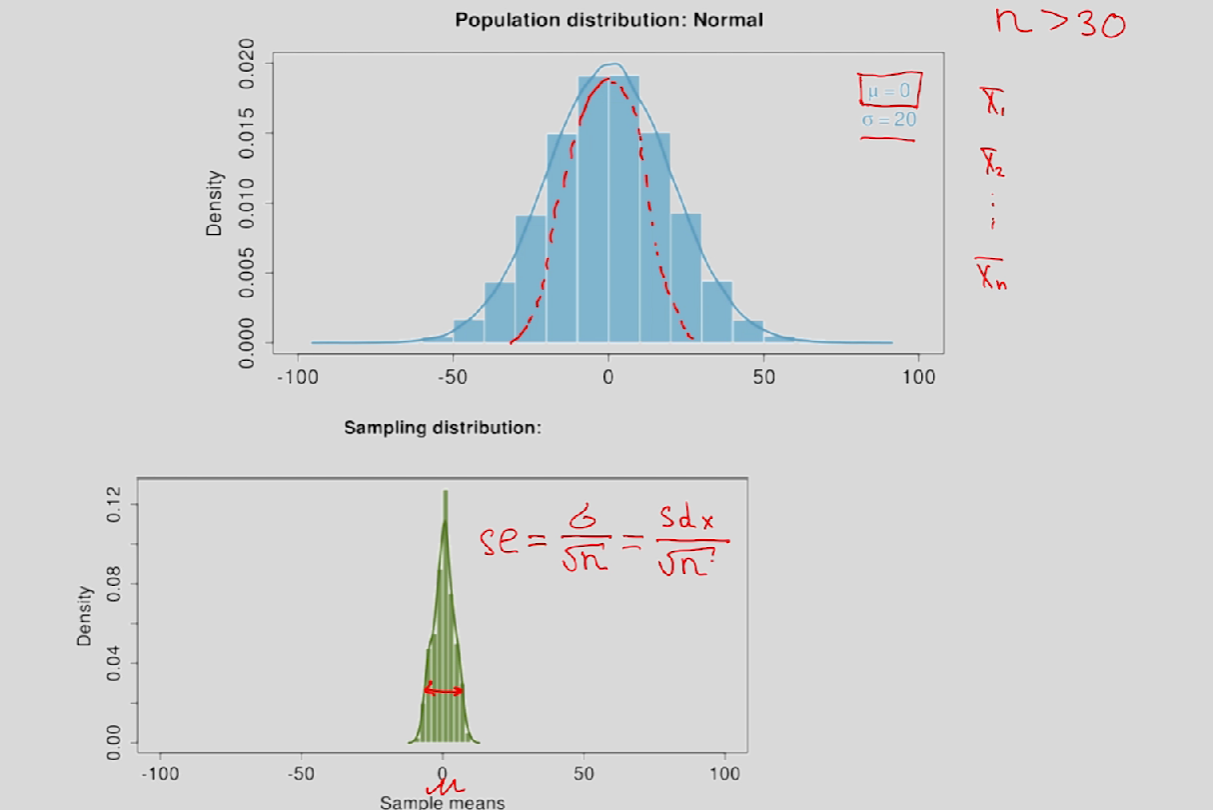 Population distribution: Normal
n > 30
0.020
0.015
0.010
0.005
0.000
Density
μ = 0
σ = 20
x̄₁
x̄₂
⋮
x̄ₙ
-100 -50 0 50 100
Sampling distribution:
0.12
0.08
0.04
0.00
Density
se = σ/√n = sdx/√n
-100 -50 0 50 100
μ
Sample means